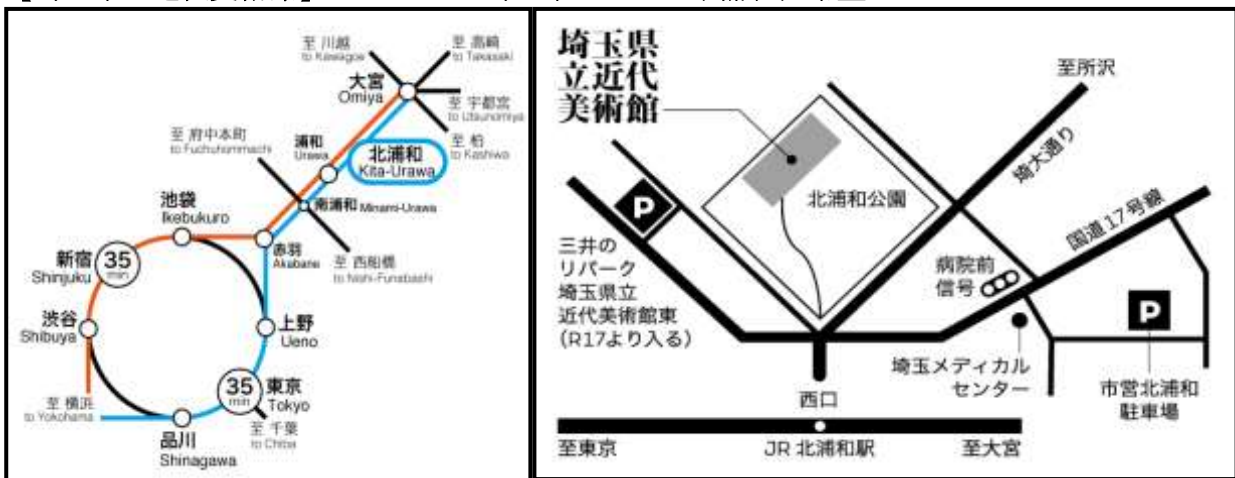 至 川越
to Kawagoe
至 高崎
to Takasaki
大宮
Omiya
至 宇都宮
to Utsunomiya
至 府中本町
to Fuchuhommachi
浦和
Urawa
北浦和
Kita-Urawa
至 柏
to Kashiwa
池袋
Ikebukuro
南浦和 Minami-Urawa
新宿
Shinjuku
35
min
赤羽
Akabane
至 西船橋
to Nishi-Funabashi
渋谷
Shibuya
上野
Ueno
35
min
東京
Tokyo
至 横浜
to Yokohama
至 千葉
to Chiba
品川
Shinagawa
埼玉県
立近代
美術館
至所沢
埼大通り
P
北浦和公園
国道17号線
三井の
リパーク
埼玉県立
近代美術館東
(R17より入る)
病院前
信号
P
埼玉メディカル
センター
市営北浦和
駐車場
西口
至東京
JR 北浦和駅
至大宮